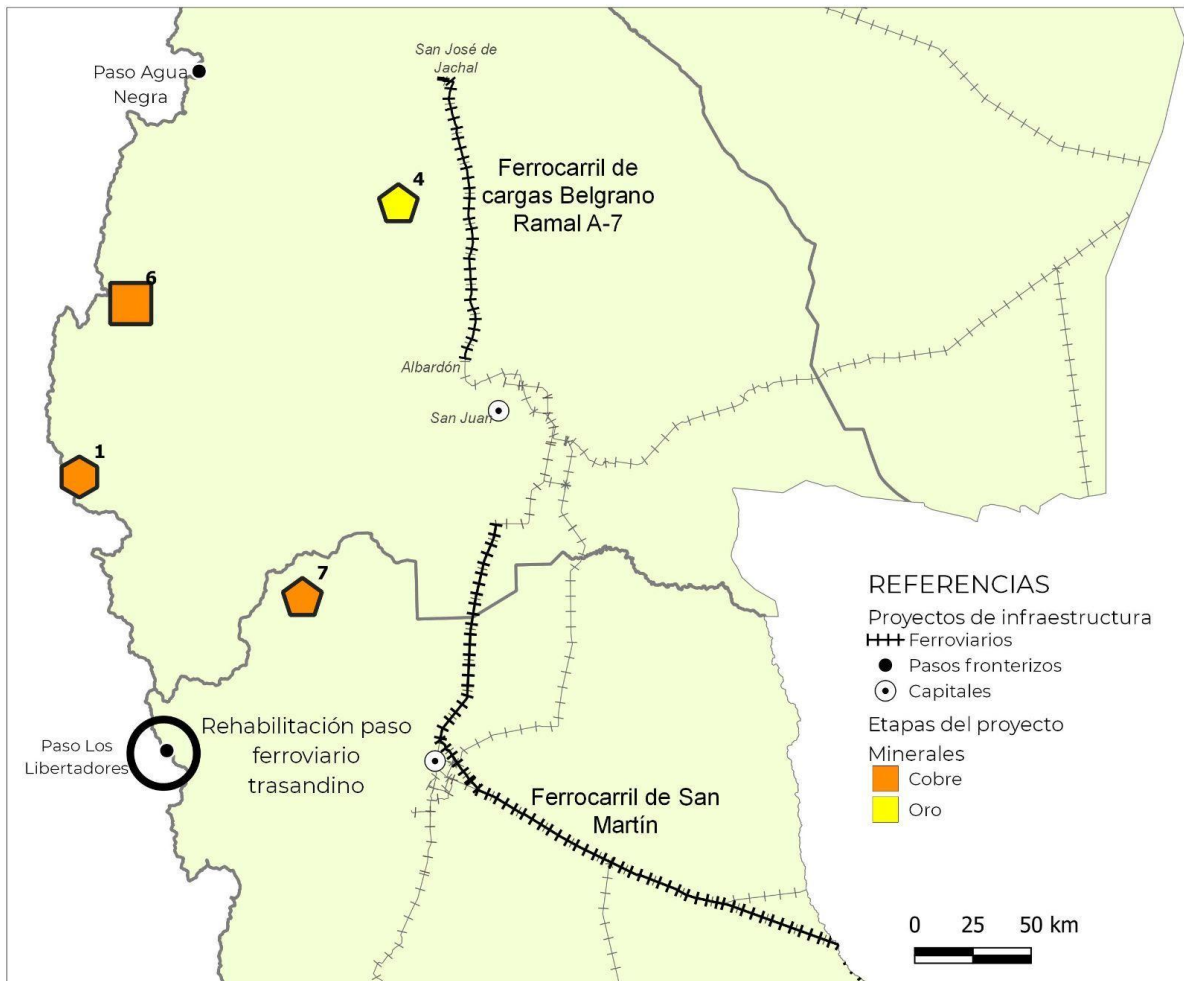 San José de
Jachal
Paso Agua
Negra
4
Ferrocarril de
cargas Belgrano
Ramal A-7
6
Albardón
San Juan
1
7
REFERENCIAS
Proyectos de infraestructura
Ferroviarios
Pasos fronterizos
Capitales
Etapas del proyecto
Minerales
Cobre
Oro
Paso Los
Libertadores
Rehabilitación paso
ferroviario
trasandino
Ferrocarril de San
Martín
0 25 50 km